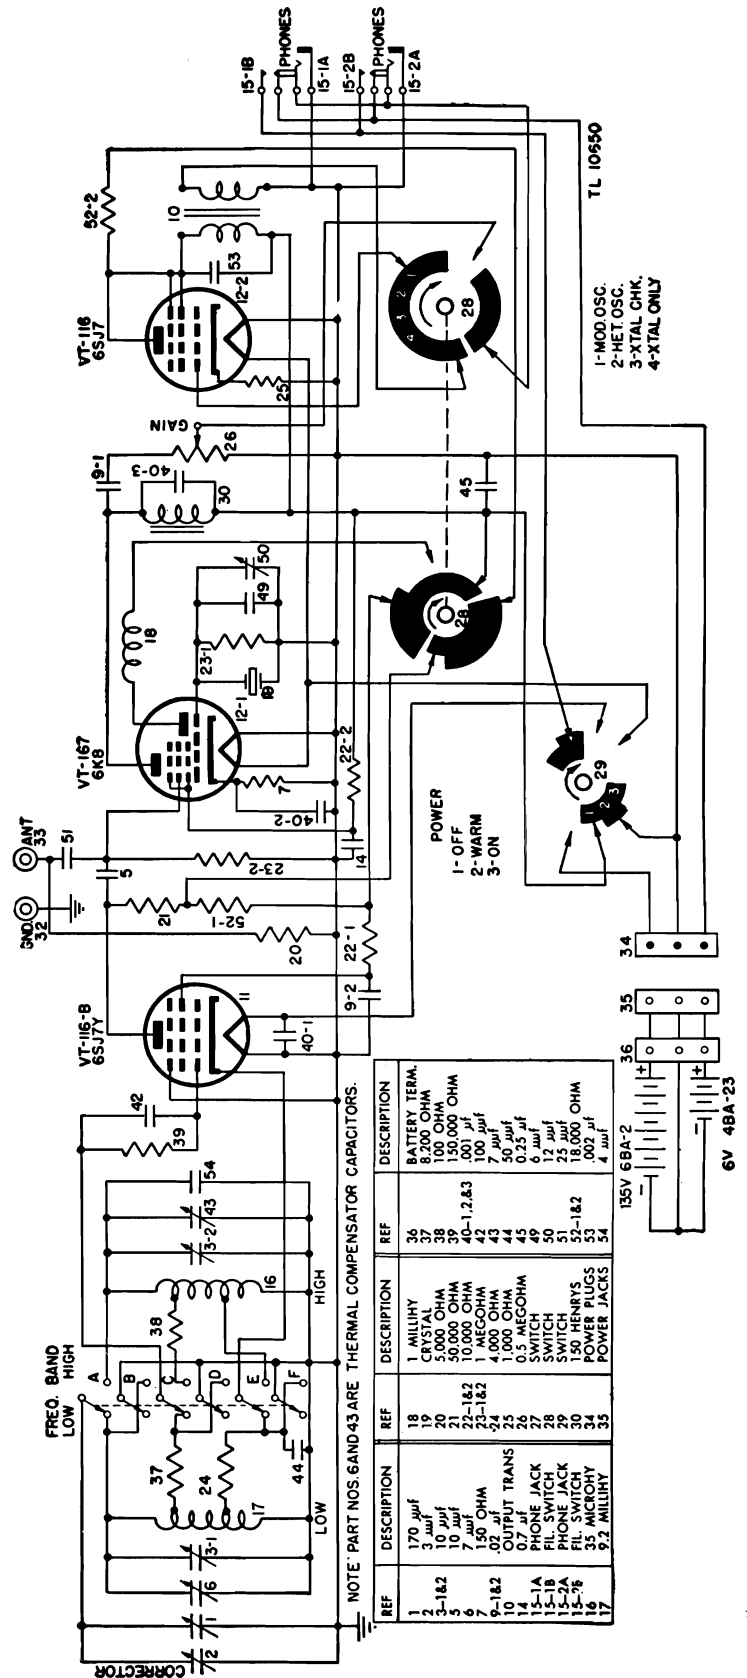 CORRECTOR
2
1
6
3-1
17
LOW
37
24
44
FREQ. BAND
LOW HIGH
A
B
C
D
E
F
38
16
HIGH
3-2
43
54
39
42
VT-116-B
6SJ7Y
11
40-1
9-2
22-1
GND.
32
ANT
33
51
5
21
52-1
20
23-2
14
40-2
7
22-2
VT-167
6K8
12-1
19
23-1
49
50
18
30
40-3
9-1
GAIN
26
25
VT-116
6SJ7
12-2
53
10
52-2
15-1B
PHONES
15-1A
15-2B
PHONES
15-2A
45
28
28
1
2
3
4
29
1
2
3
POWER
1-OFF
2-WARM
3-ON
1-MOD. OSC.
2-HET. OSC.
3-XTAL CHK.
4-XTAL ONLY
TL 10650
34
35
36
135V 6BA-2
6V 4BA-23
NOTE: PART NOS. 6 AND 43 ARE THERMAL COMPENSATOR CAPACITORS.
REF DESCRIPTION REF DESCRIPTION REF DESCRIPTION
1 170 µµf 18 1 MILLIHY 36 BATTERY TERM.
2 3 µµf 19 CRYSTAL 37 8,200 OHM
3-1&2 10 µµf 20 5,000 OHM 38 100 OHM
5 10 µµf 21 50,000 OHM 39 150,000 OHM
6 7 µµf 22-1&2 10,000 OHM 40-1,2,&3 .001 µf
7 150 OHM 23-1&2 1 MEGOHM 42 100 µµf
9-1&2 .02 µf 24 4,000 OHM 43 7 µµf
10 OUTPUT TRANS 25 1,000 OHM 44 50 µµf
14 0.7 µf 26 0.5 MEGOHM 45 0.25 µf
15-1A PHONE JACK 27 SWITCH 49 6 µµf
15-1B FIL. SWITCH 28 SWITCH 50 12 µµf
15-2A PHONE JACK 29 SWITCH 51 25 µµf
15-2B FIL. SWITCH 30 150 HENRYS 52-1&2 18,000 OHM
16 35 MICROHY 34 POWER PLUGS 53 .002 µf
17 9.2 MILLIHY 35 POWER JACKS 54 4 µµf